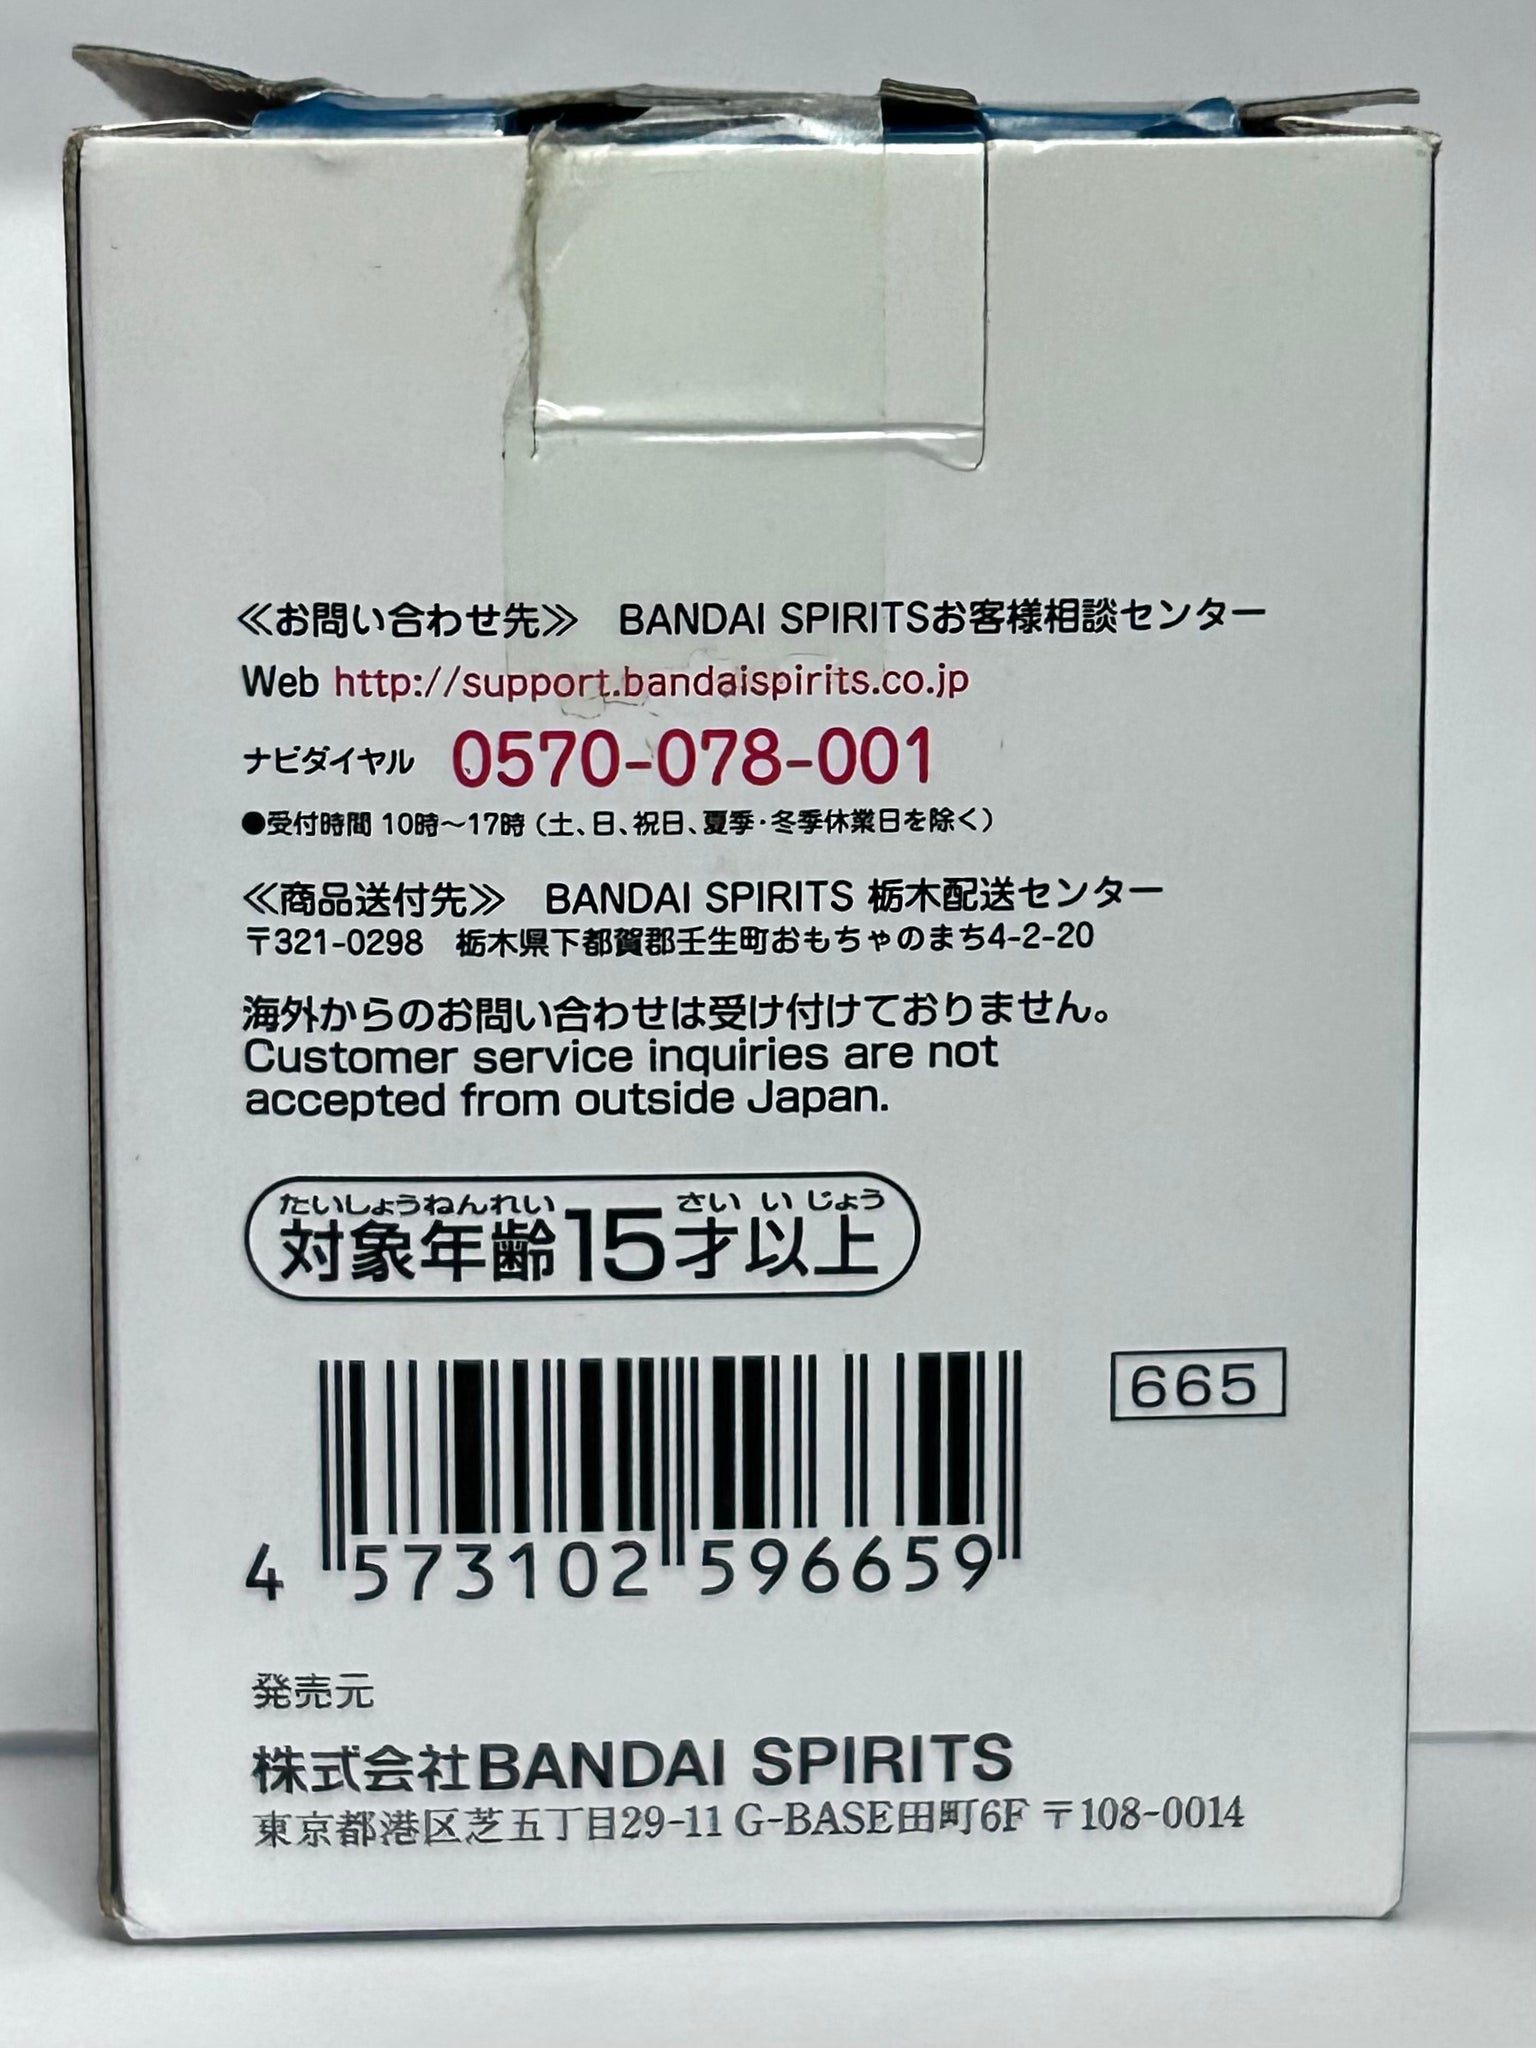 ≪お問い合わせ先≫ BANDAI SPIRITSお客様相談センター
Web http://support.bandaispirits.co.jp
ナビダイヤル 0570-078-001
●受付時間 10時〜17時（土、日、祝日、夏季・冬季休業日を除く）
≪商品送付先≫ BANDAI SPIRITS 栃木配送センター
〒321-0298 栃木県下都賀郡壬生町おもちゃのまち4-2-20
海外からのお問い合わせは受け付けておりません。
Customer service inquiries are not
accepted from outside Japan.
たいしょうねんれい さい いじょう
対象年齢15才以上
665
4 573102 596659
発売元
株式会社BANDAI SPIRITS
東京都港区芝五丁目29-11 G-BASE田町6F 〒108-0014